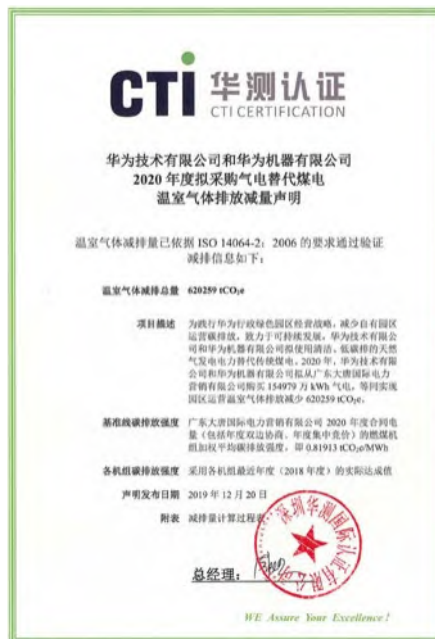 CTI 华测认证
CTI CERTIFICATION
华为技术有限公司和华为机器有限公司
2020 年度拟采购气电替代煤电
温室气体排放减量声明
温室气体减排量已依据 ISO 14064-2: 2006 的要求通过验证
减排信息如下:
温室气体减排总量 620259 tCO₂e
项目描述 为践行华为行政绿色园区经营战略,减少自有园区
运营碳排放,致力于可持续发展,华为技术有限公
司和华为机器有限公司拟使用清洁、低碳排的天然
气发电电力替代传统煤电。2020 年,华为技术有限
公司和华为机器有限公司拟从广东大唐国际电力
营销有限公司购买 154979 万 kWh 气电,等同实现
园区运营温室气体排放减少 620259 tCO₂e。
基准线碳排放强度 广东大唐国际电力营销有限公司 2020 年度合同电
量(包括年度双边协商、年度集中竞价)的燃煤机
组加权平均碳排放强度,即 0.81913 tCO₂e/MWh
各机组碳排放强度 采用各机组最近年度(2018 年度)的实际达成值
声明发布日期 2019 年 12 月 20 日
附表 减排量计算过程表
深圳华测国际认证有限公司
总经理:
WE Assure Your Excellence!